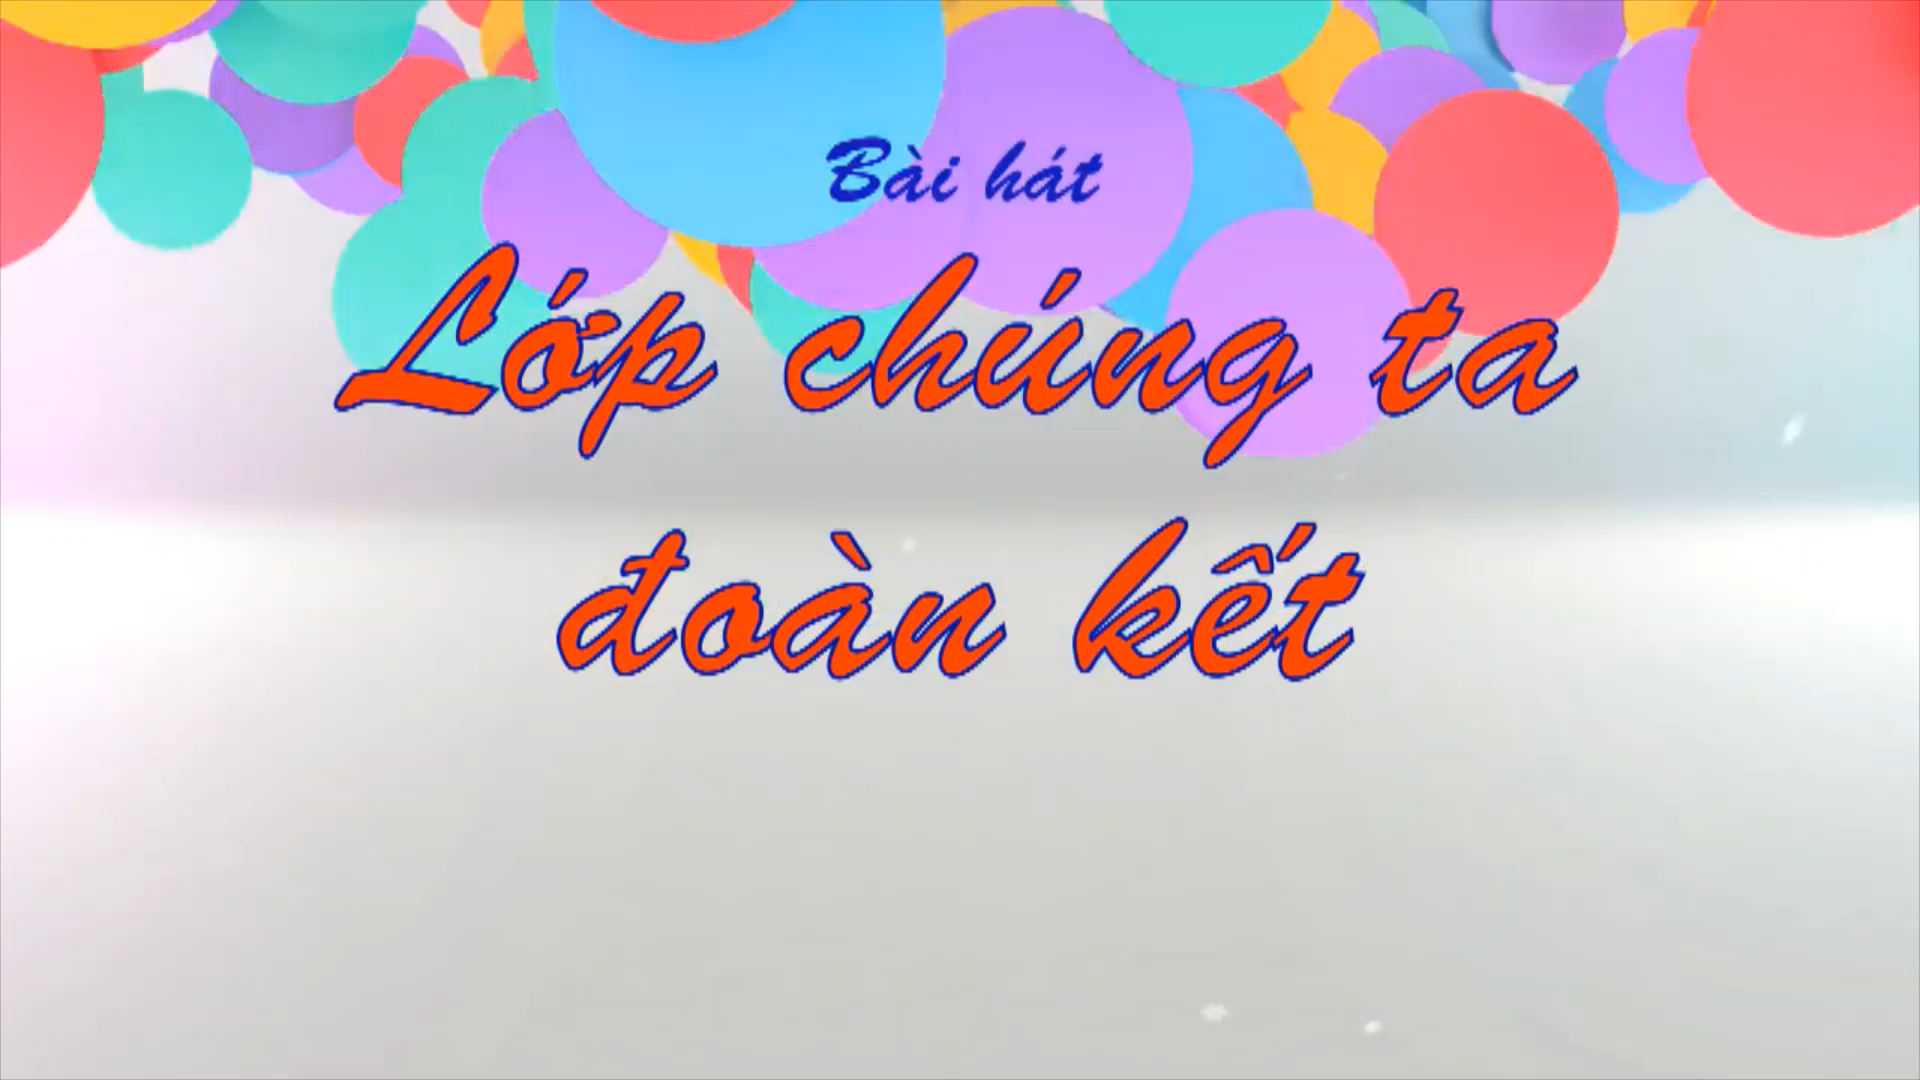 Bài hát
Lớp chúng ta
đoàn kết